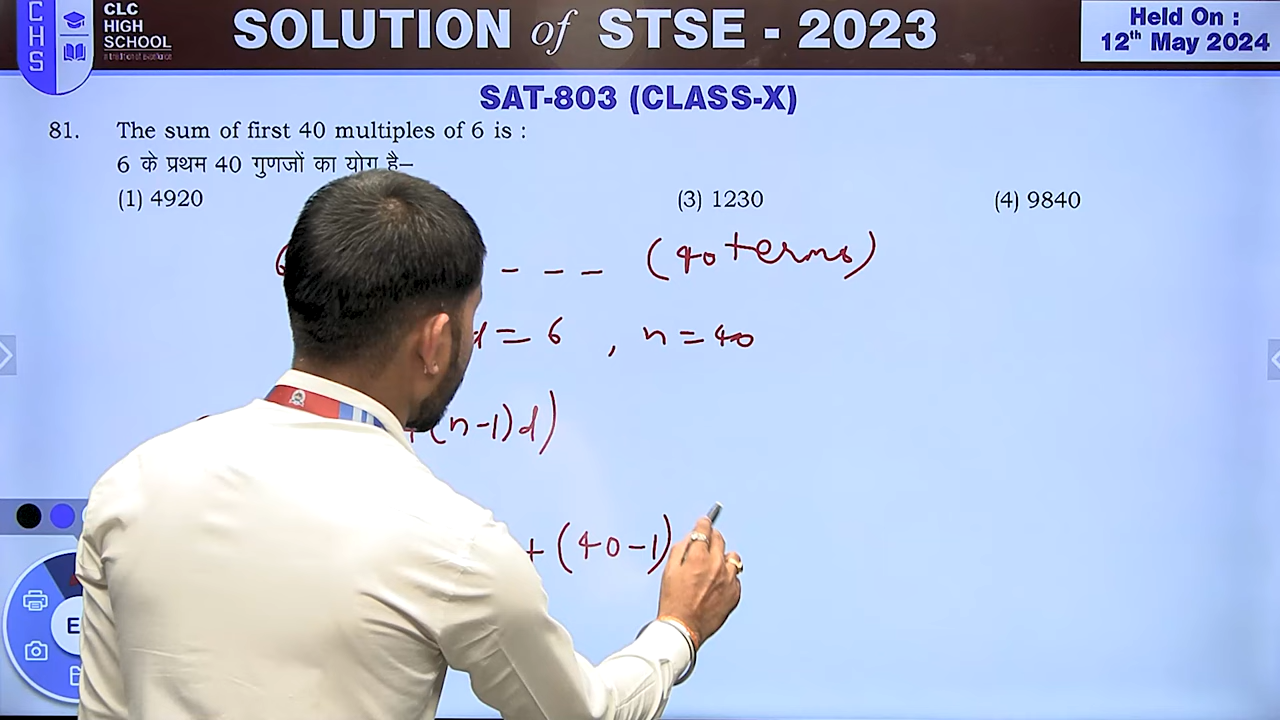 CHS
CLC
HIGH
SCHOOL
SOLUTION of STSE - 2023
Held On :
12th May 2024
SAT-803 (CLASS-X)
81. The sum of first 40 multiples of 6 is :
6 के प्रथम 40 गुणजों का योग है–
(1) 4920 (3) 1230 (4) 9840
6 - - - (40 terms)
d = 6 , n = 40
(n-1)d)
+ (40-1)
E